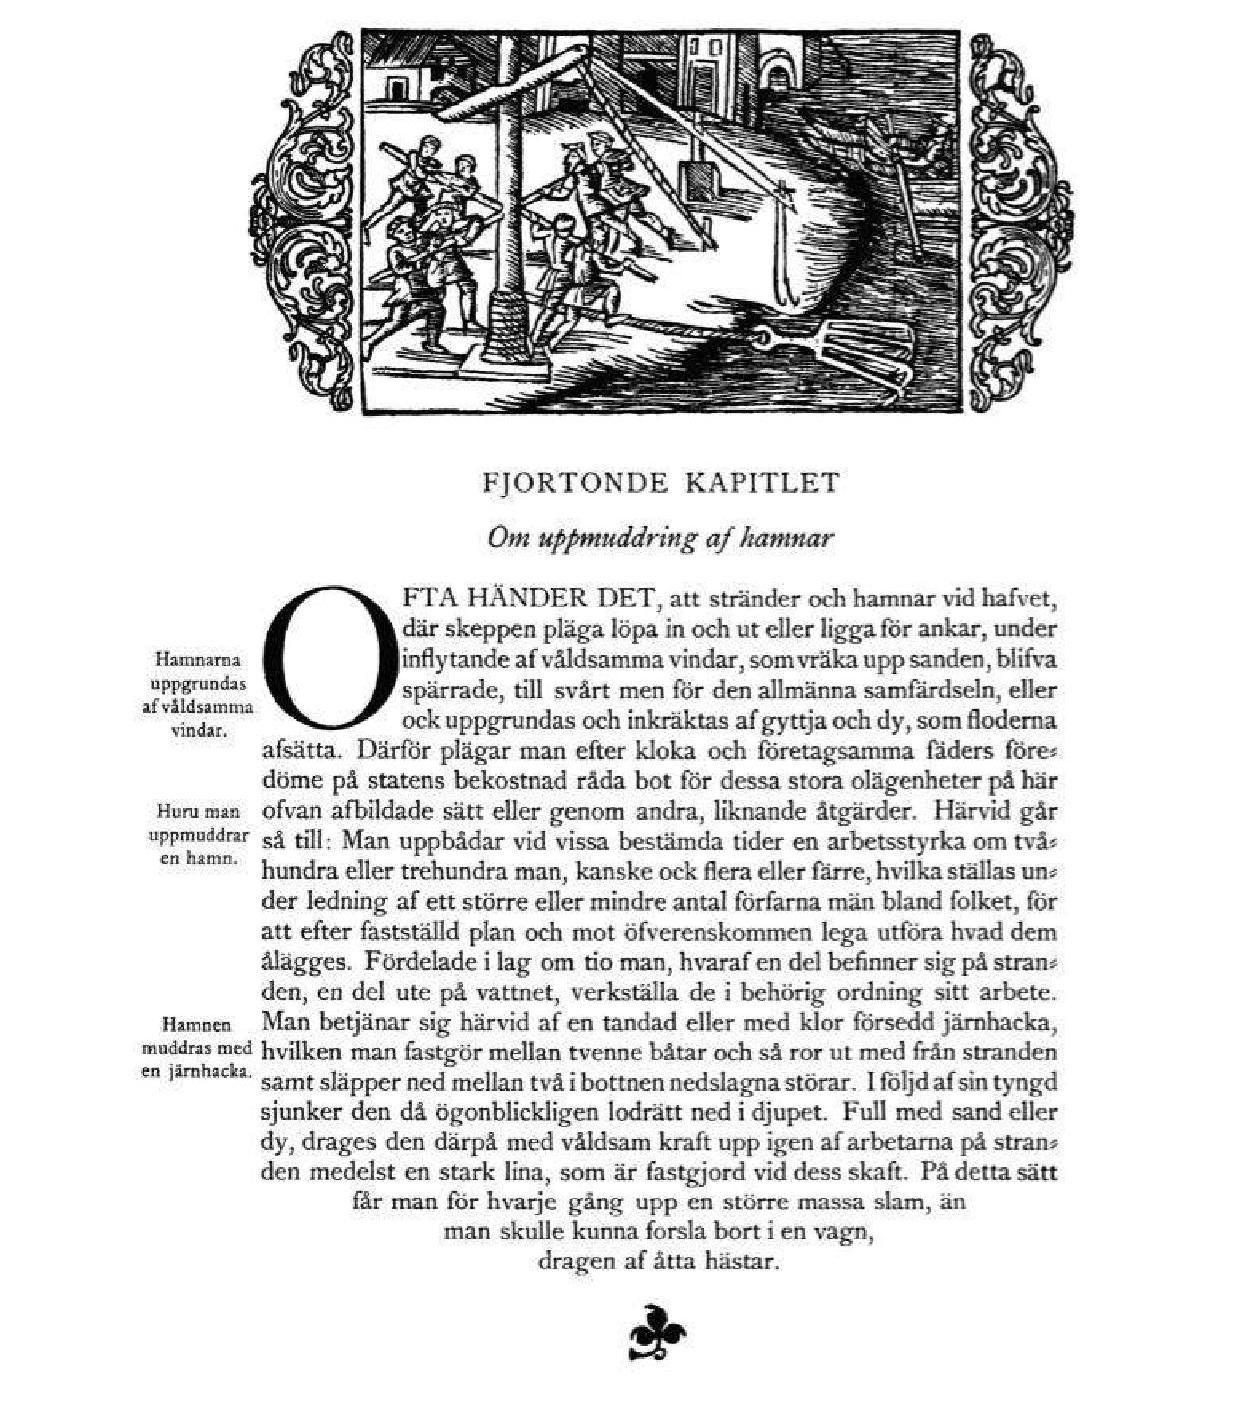 FJORTONDE KAPITLET
Om uppmuddring af hamnar
OFTA HÄNDER DET, att stränder och hamnar vid hafvet,
där skeppen pläga löpa in och ut eller ligga för ankar, under
inflytande af våldsamma vindar, som vräka upp sanden, blifva
spärrade, till svårt men för den allmänna samfärdseln, eller
ock uppgrundas och inkräktas af gyttja och dy, som floderna
afsätta. Därför plägar man efter kloka och företagsamma fäders före⸗
döme på statens bekostnad råda bot för dessa stora olägenheter på här
ofvan afbildade sätt eller genom andra, liknande åtgärder. Härvid går
så till: Man uppbådar vid vissa bestämda tider en arbetsstyrka om två⸗
hundra eller trehundra man, kanske ock flera eller färre, hvilka ställas un⸗
der ledning af ett större eller mindre antal förfarna män bland folket, för
att efter fastställd plan och mot öfverenskommen lega utföra hvad dem
ålägges. Fördelade i lag om tio man, hvaraf en del befinner sig på stran⸗
den, en del ute på vattnet, verkställa de i behörig ordning sitt arbete.
Man betjänar sig härvid af en tandad eller med klor försedd järnhacka,
hvilken man fastgör mellan tvenne båtar och så ror ut med från stranden
samt släpper ned mellan två i bottnen nedslagna störar. I följd af sin tyngd
sjunker den då ögonblickligen lodrätt ned i djupet. Full med sand eller
dy, drages den därpå med våldsam kraft upp igen af arbetarna på stran⸗
den medelst en stark lina, som är fastgjord vid dess skaft. På detta sätt
får man för hvarje gång upp en större massa slam, än
man skulle kunna forsla bort i en vagn,
dragen af åtta hästar.
Hamnarna
uppgrundas
af våldsamma
vindar.
Huru man
uppmuddrar
en hamn.
Hamnen
muddras med
en järnhacka.